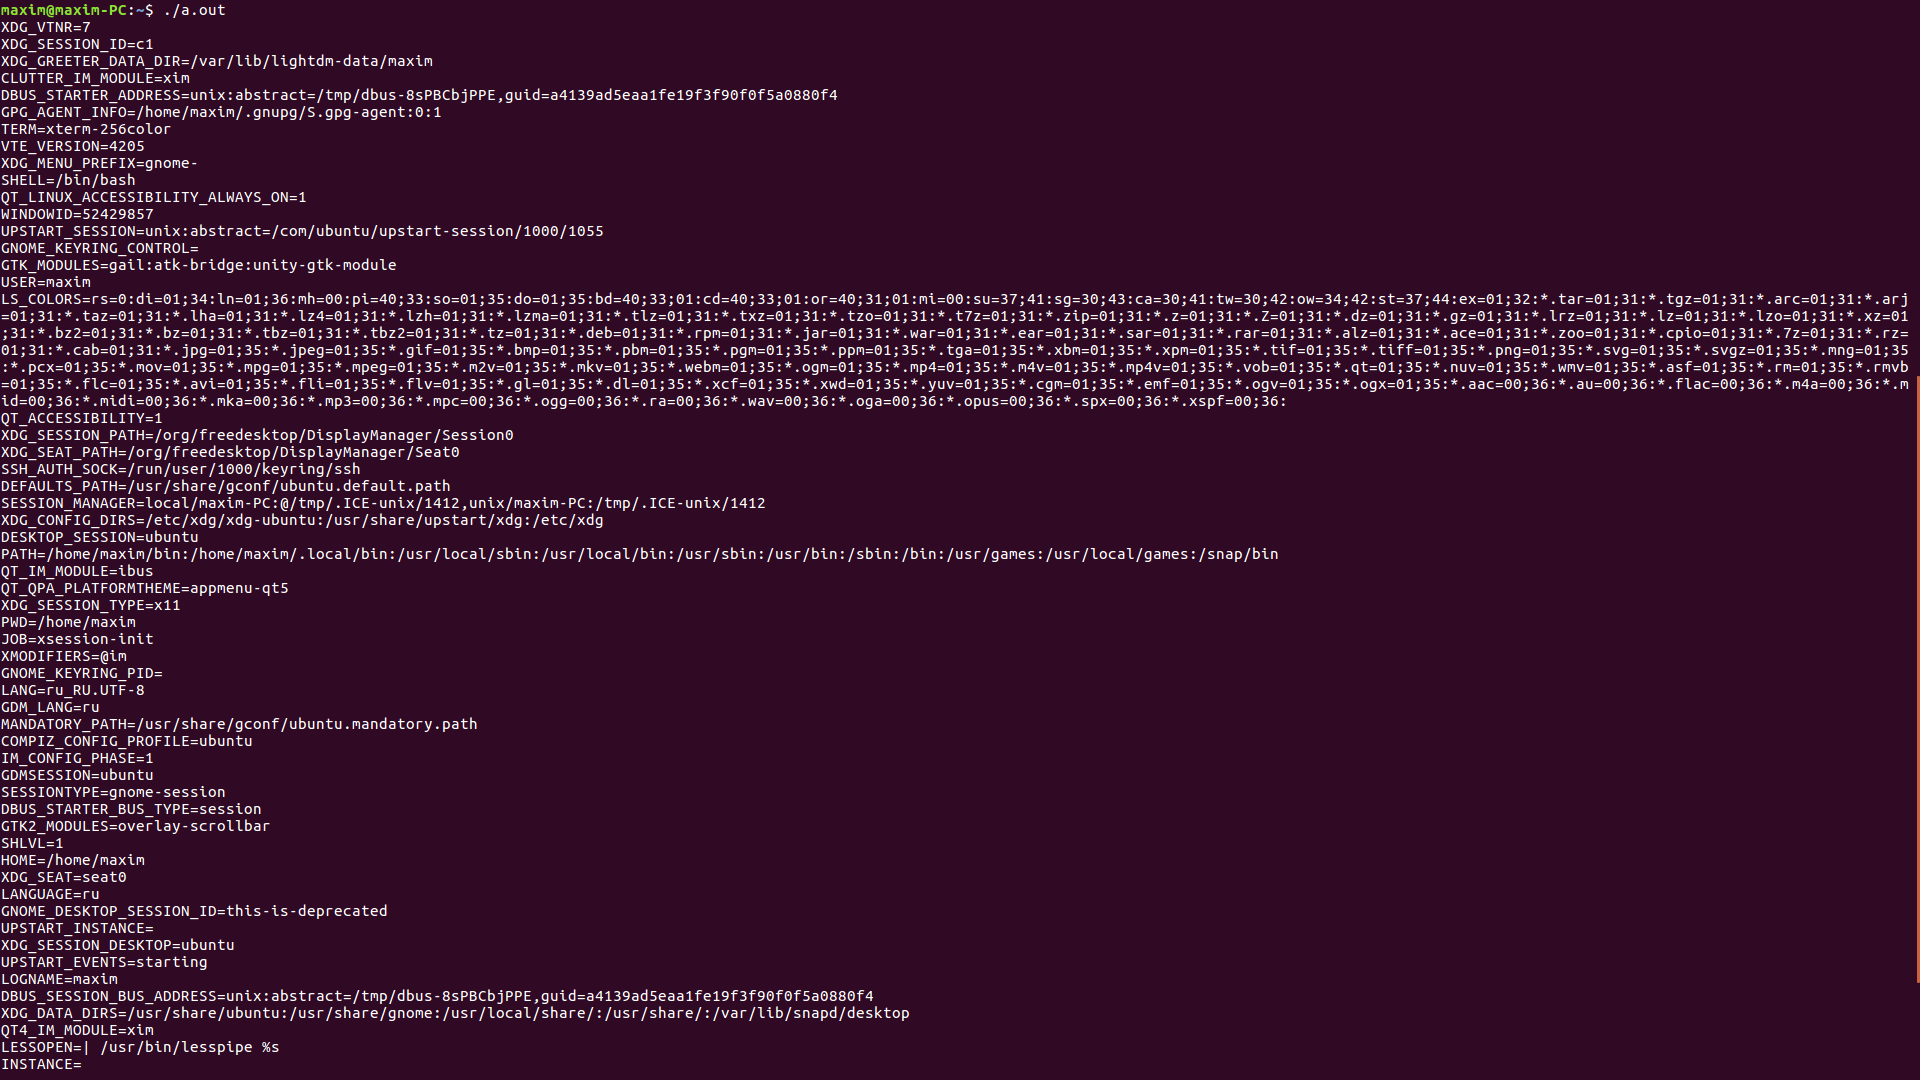 maxim@maxim-PC:~$ ./a.out
XDG_VTNR=7
XDG_SESSION_ID=c1
XDG_GREETER_DATA_DIR=/var/lib/lightdm-data/maxim
CLUTTER_IM_MODULE=xim
DBUS_STARTER_ADDRESS=unix:abstract=/tmp/dbus-8sPBCbjPPE,guid=a4139ad5eaa1fe19f3f90f0f5a0880f4
GPG_AGENT_INFO=/home/maxim/.gnupg/S.gpg-agent:0:1
TERM=xterm-256color
VTE_VERSION=4205
XDG_MENU_PREFIX=gnome-
SHELL=/bin/bash
QT_LINUX_ACCESSIBILITY_ALWAYS_ON=1
WINDOWID=52429857
UPSTART_SESSION=unix:abstract=/com/ubuntu/upstart-session/1000/1055
GNOME_KEYRING_CONTROL=
GTK_MODULES=gail:atk-bridge:unity-gtk-module
USER=maxim
LS_COLORS=rs=0:di=01;34:ln=01;36:mh=00:pi=40;33:so=01;35:do=01;35:bd=40;33;01:cd=40;33;01:or=40;31;01:mi=00:su=37;41:sg=30;43:ca=30;41:tw=30;42:ow=34;42:st=37;44:ex=01;32:*.tar=01;31:*.tgz=01;31:*.arc=01;31:*.arj
=01;31:*.taz=01;31:*.lha=01;31:*.lz4=01;31:*.lzh=01;31:*.lzma=01;31:*.tlz=01;31:*.txz=01;31:*.tzo=01;31:*.t7z=01;31:*.zip=01;31:*.z=01;31:*.Z=01;31:*.dz=01;31:*.gz=01;31:*.lrz=01;31:*.lz=01;31:*.lzo=01;31:*.xz=01
;31:*.bz2=01;31:*.bz=01;31:*.tbz=01;31:*.tbz2=01;31:*.tz=01;31:*.deb=01;31:*.rpm=01;31:*.jar=01;31:*.war=01;31:*.ear=01;31:*.sar=01;31:*.rar=01;31:*.alz=01;31:*.ace=01;31:*.zoo=01;31:*.cpio=01;31:*.7z=01;31:*.rz=
01;31:*.cab=01;31:*.jpg=01;35:*.jpeg=01;35:*.gif=01;35:*.bmp=01;35:*.pbm=01;35:*.pgm=01;35:*.ppm=01;35:*.tga=01;35:*.xbm=01;35:*.xpm=01;35:*.tif=01;35:*.tiff=01;35:*.png=01;35:*.svg=01;35:*.svgz=01;35:*.mng=01;35
:*.pcx=01;35:*.mov=01;35:*.mpg=01;35:*.mpeg=01;35:*.m2v=01;35:*.mkv=01;35:*.webm=01;35:*.ogm=01;35:*.mp4=01;35:*.m4v=01;35:*.mp4v=01;35:*.vob=01;35:*.qt=01;35:*.nuv=01;35:*.wmv=01;35:*.asf=01;35:*.rm=01;35:*.rmvb
=01;35:*.flc=01;35:*.avi=01;35:*.fli=01;35:*.flv=01;35:*.gl=01;35:*.dl=01;35:*.xcf=01;35:*.xwd=01;35:*.yuv=01;35:*.cgm=01;35:*.emf=01;35:*.ogv=01;35:*.ogx=01;35:*.aac=00;36:*.au=00;36:*.flac=00;36:*.m4a=00;36:*.m
id=00;36:*.midi=00;36:*.mka=00;36:*.mp3=00;36:*.mpc=00;36:*.ogg=00;36:*.ra=00;36:*.wav=00;36:*.oga=00;36:*.opus=00;36:*.spx=00;36:*.xspf=00;36:
QT_ACCESSIBILITY=1
XDG_SESSION_PATH=/org/freedesktop/DisplayManager/Session0
XDG_SEAT_PATH=/org/freedesktop/DisplayManager/Seat0
SSH_AUTH_SOCK=/run/user/1000/keyring/ssh
DEFAULTS_PATH=/usr/share/gconf/ubuntu.default.path
SESSION_MANAGER=local/maxim-PC:@/tmp/.ICE-unix/1412,unix/maxim-PC:/tmp/.ICE-unix/1412
XDG_CONFIG_DIRS=/etc/xdg/xdg-ubuntu:/usr/share/upstart/xdg:/etc/xdg
DESKTOP_SESSION=ubuntu
PATH=/home/maxim/bin:/home/maxim/.local/bin:/usr/local/sbin:/usr/local/bin:/usr/sbin:/usr/bin:/sbin:/bin:/usr/games:/usr/local/games:/snap/bin
QT_IM_MODULE=ibus
QT_QPA_PLATFORMTHEME=appmenu-qt5
XDG_SESSION_TYPE=x11
PWD=/home/maxim
JOB=xsession-init
XMODIFIERS=@im
GNOME_KEYRING_PID=
LANG=ru_RU.UTF-8
GDM_LANG=ru
MANDATORY_PATH=/usr/share/gconf/ubuntu.mandatory.path
COMPIZ_CONFIG_PROFILE=ubuntu
IM_CONFIG_PHASE=1
GDMSESSION=ubuntu
SESSIONTYPE=gnome-session
DBUS_STARTER_BUS_TYPE=session
GTK2_MODULES=overlay-scrollbar
SHLVL=1
HOME=/home/maxim
XDG_SEAT=seat0
LANGUAGE=ru
GNOME_DESKTOP_SESSION_ID=this-is-deprecated
UPSTART_INSTANCE=
XDG_SESSION_DESKTOP=ubuntu
UPSTART_EVENTS=starting
LOGNAME=maxim
DBUS_SESSION_BUS_ADDRESS=unix:abstract=/tmp/dbus-8sPBCbjPPE,guid=a4139ad5eaa1fe19f3f90f0f5a0880f4
XDG_DATA_DIRS=/usr/share/ubuntu:/usr/share/gnome:/usr/local/share/:/usr/share/:/var/lib/snapd/desktop
QT4_IM_MODULE=xim
LESSOPEN=| /usr/bin/lesspipe %s
INSTANCE=